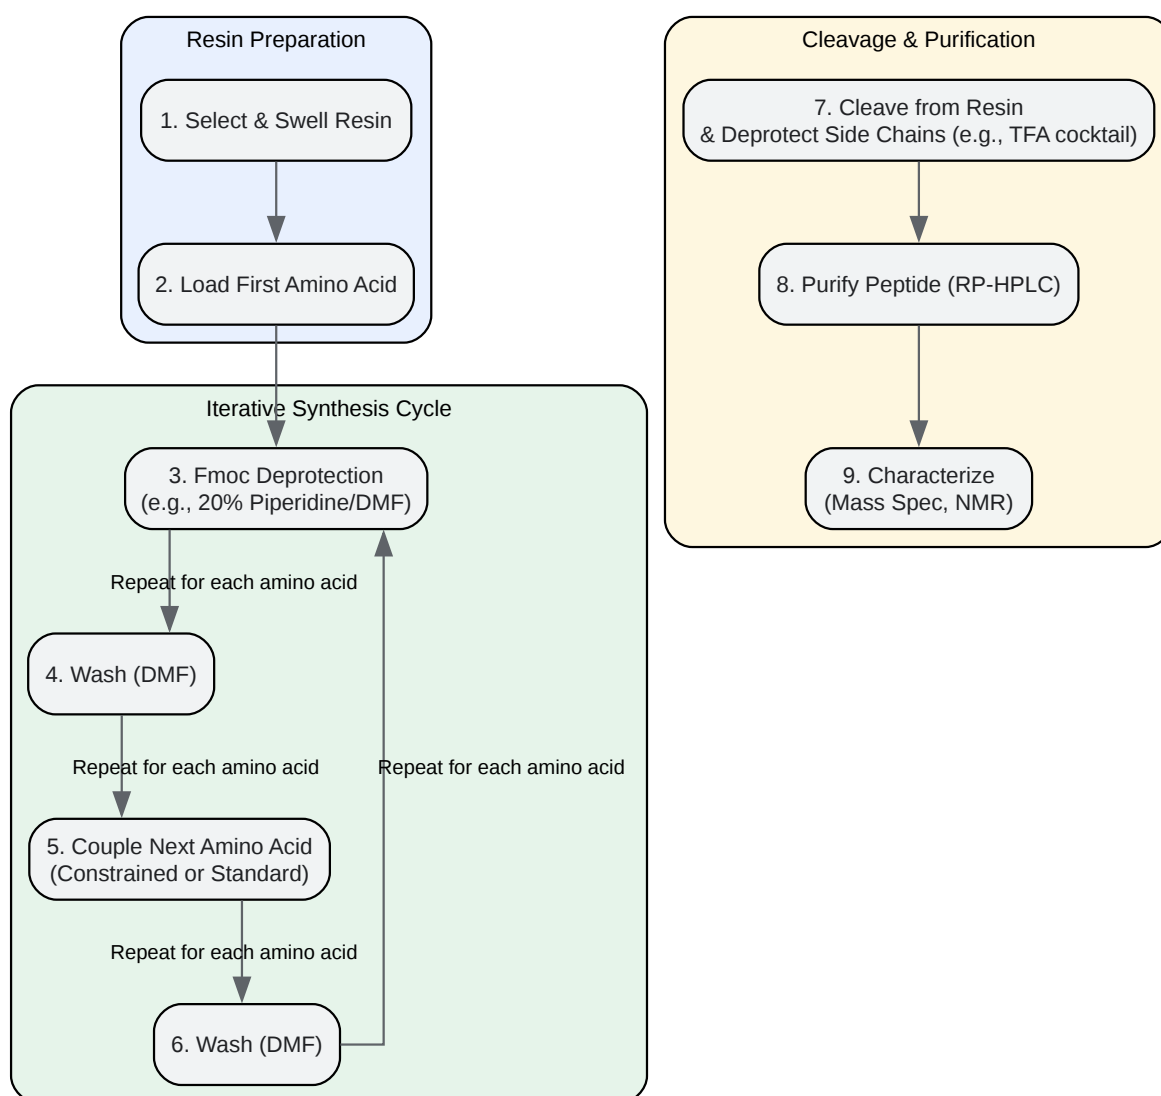 Resin Preparation
1. Select & Swell Resin
2. Load First Amino Acid
Iterative Synthesis Cycle
3. Fmoc Deprotection
(e.g., 20% Piperidine/DMF)
Repeat for each amino acid
4. Wash (DMF)
Repeat for each amino acid
Repeat for each amino acid
5. Couple Next Amino Acid
(Constrained or Standard)
Repeat for each amino acid
6. Wash (DMF)
Cleavage & Purification
7. Cleave from Resin
& Deprotect Side Chains (e.g., TFA cocktail)
8. Purify Peptide (RP-HPLC)
9. Characterize
(Mass Spec, NMR)